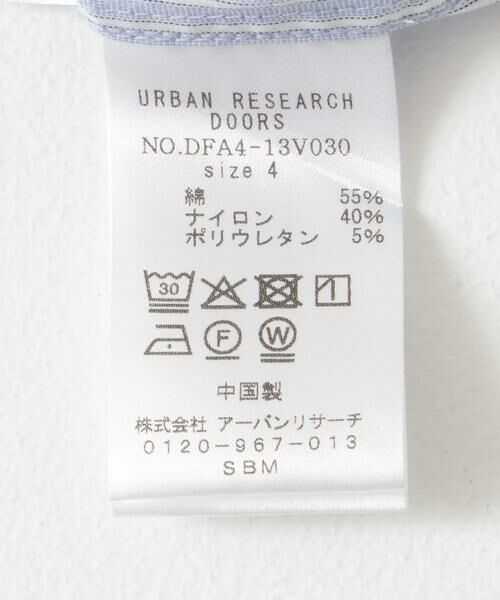 URBAN RESEARCH
DOORS
NO.DFA4-13V030
size 4
綿 55%
ナイロン 40%
ポリウレタン 5%
30
F W
中国製
株式会社 アーバンリサーチ
0120-967-013
SBM